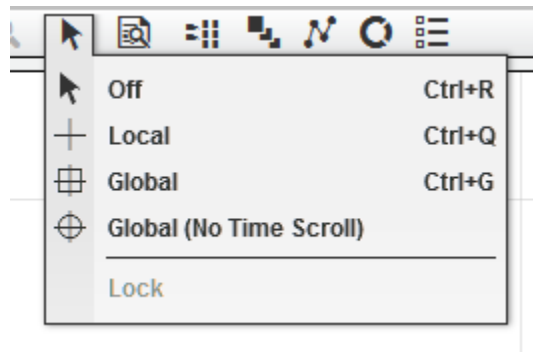 Off Ctrl+R
Local Ctrl+Q
Global Ctrl+G
Global (No Time Scroll)
Lock